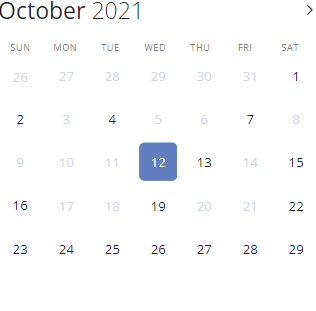 October 2021
SUN MON TUE WED THU FRI SAT
26 27 28 29 30 31 1
2 3 4 5 6 7 8
9 10 11 12 13 14 15
16 17 18 19 20 21 22
23 24 25 26 27 28 29